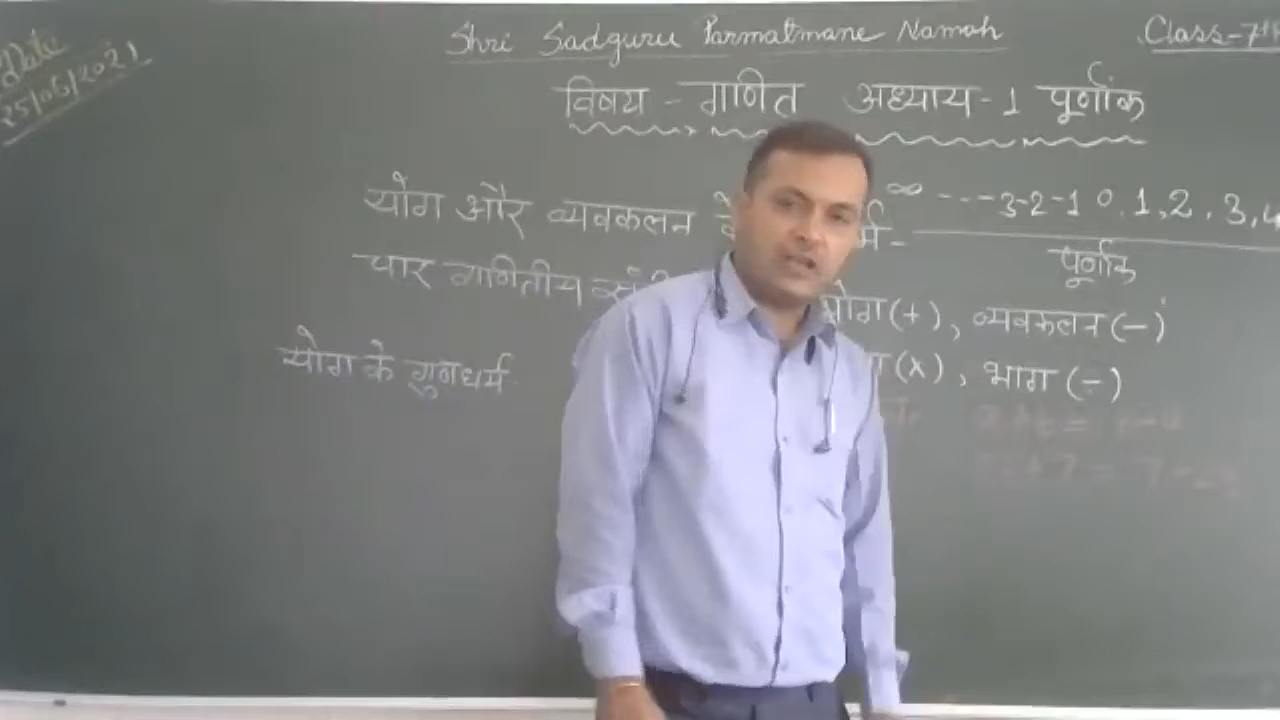 Date
25/06/2021
Shri Sadguru Parmatmane Namah
Class-7th
विषय - गणित अध्याय-1 पूर्णांक
योग और व्यवकलन
∞ ---3-2-1 0,1,2,3,4
पूर्णांक
चार गणितीय
योग(+), व्यवकलन(-)
योग के गुनधर्म
(x), भाग (÷)